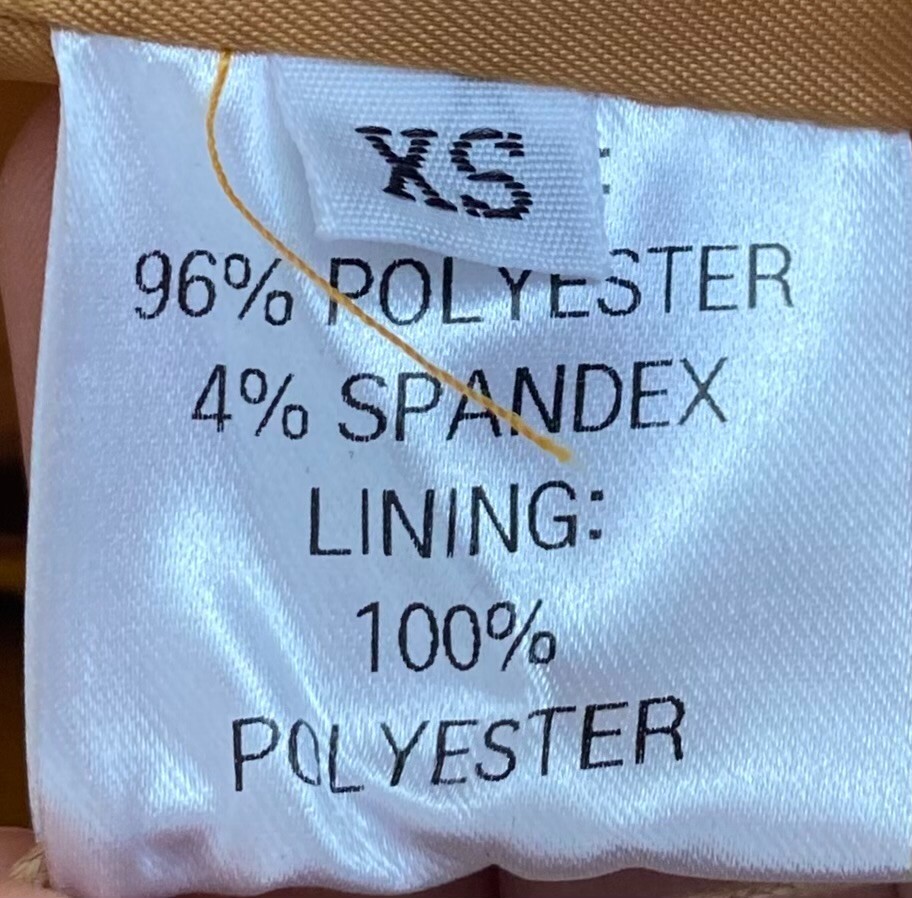 XS
96% POLYESTER
4% SPANDEX
LINING:
100%
POLYESTER